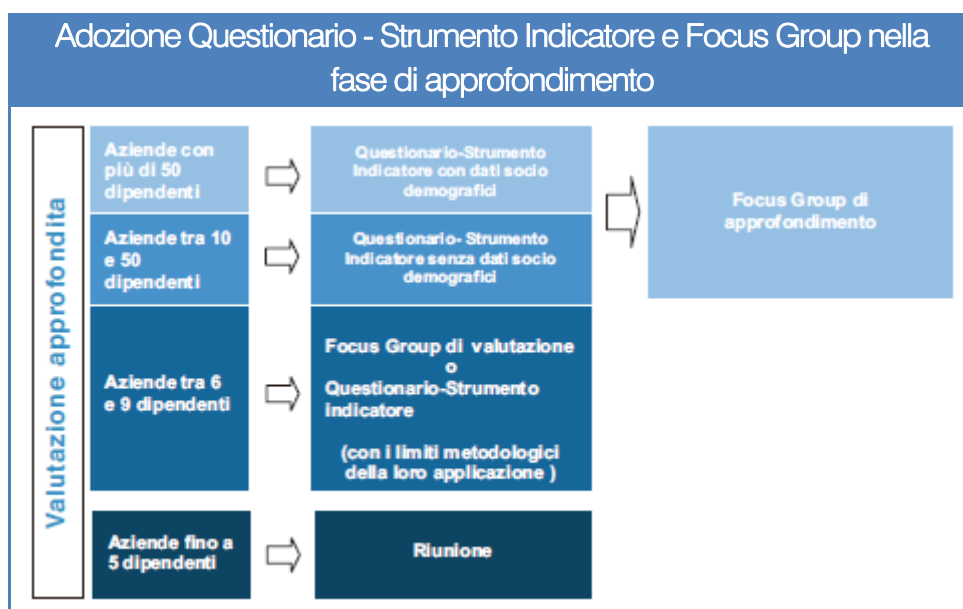 Adozione Questionario - Strumento Indicatore e Focus Group nella
fase di approfondimento
Valutazione approfondita
Aziende con
più di 50
dipendenti
Questionario-Strumento
Indicatore con dati socio
demografici
Focus Group di
approfondimento
Aziende tra 10
e 50
dipendenti
Questionario- Strumento
Indicatore senza dati socio
demografici
Aziende tra 6
e 9 dipendenti
Focus Group di valutazione
o
Questionario-Strumento
indicatore
(con i limiti metodologici
della loro applicazione )
Aziende fino a
5 dipendenti
Riunione